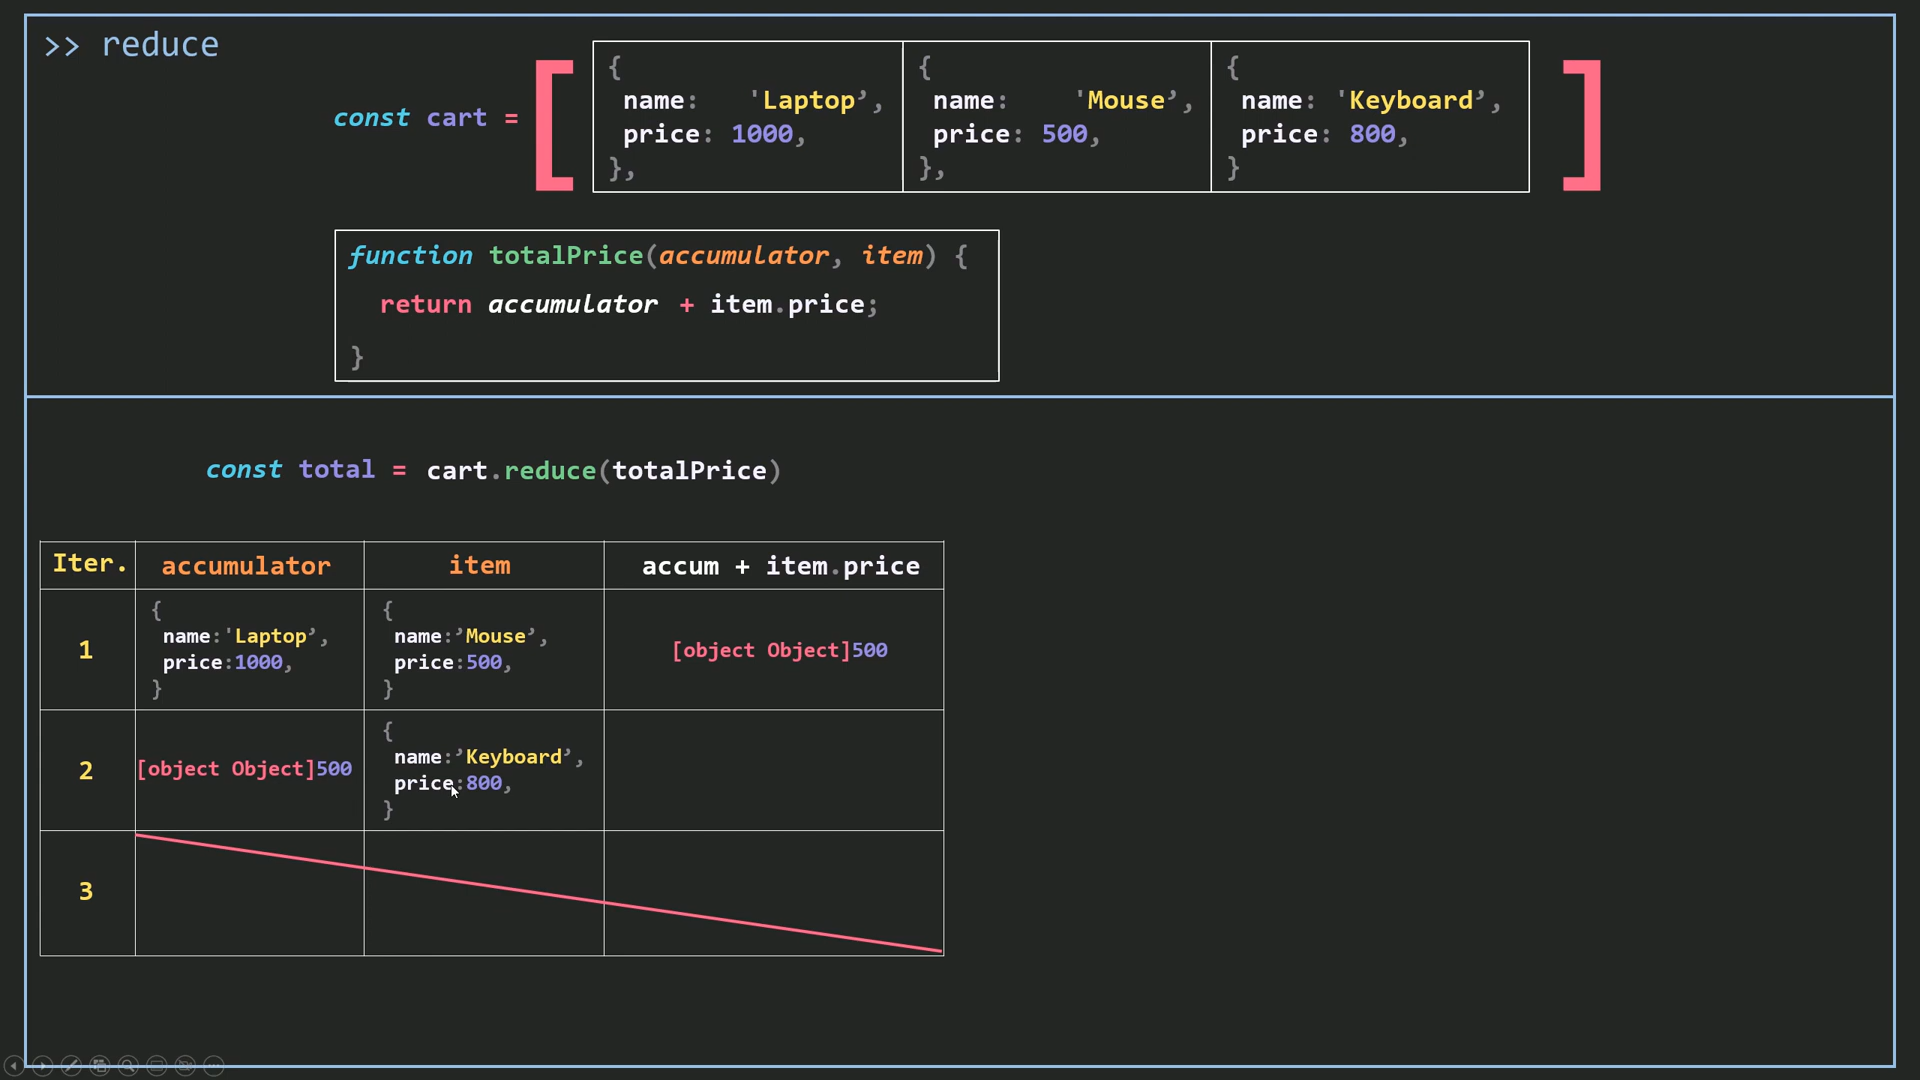 >> reduce
const cart = [
{
name: 'Laptop’,
price: 1000,
},
{
name: 'Mouse’,
price: 500,
},
{
name: 'Keyboard’,
price: 800,
}
]
function totalPrice(accumulator, item) {
return accumulator + item.price;
}
const total = cart.reduce(totalPrice)
Iter. accumulator item accum + item.price
1
{
name:'Laptop’,
price:1000,
}
{
name:’Mouse’,
price:500,
}
[object Object]500
2
[object Object]500
{
name:’Keyboard’,
price:800,
}
3